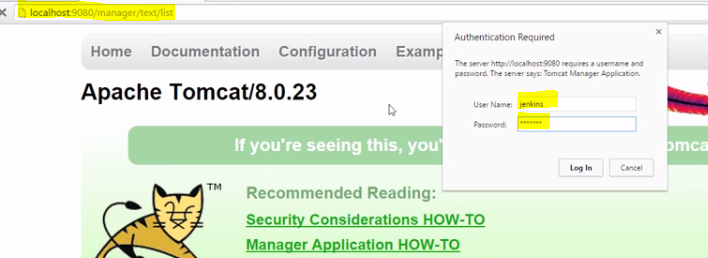 localhost:9080/manager/text/list
Authentication Required
The server http://localhost:9080 requires a username and
password. The server says: Tomcat Manager Application.
User Name: jenkins
Password: *******
Log In Cancel
Home Documentation Configuration Examp
Apache Tomcat/8.0.23
If you're seeing this, you' omca
TM
Recommended Reading:
Security Considerations HOW-TO
Manager Application HOW-TO